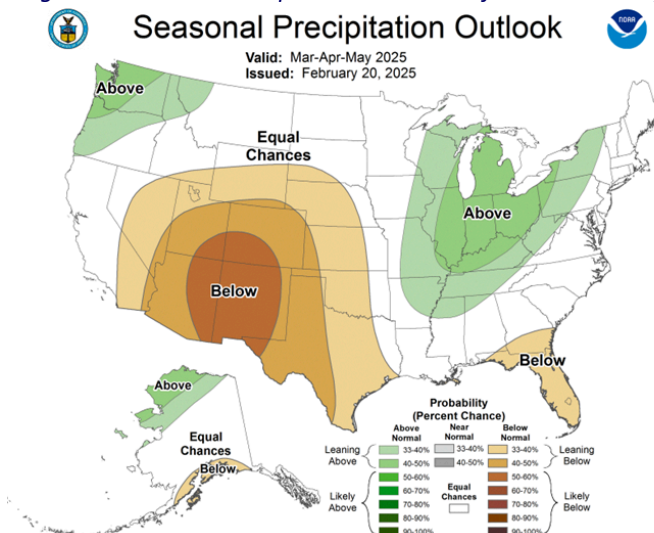 Seasonal Precipitation Outlook
NOAA
Valid: Mar-Apr-May 2025
Issued: February 20, 2025
Above
Equal
Chances
Above
Below
Below
Above
Equal
Chances
Below
Probability
(Percent Chance)
Above
Normal
Near
Normal
Below
Normal
Leaning
Above
33-40%
33-40%
33-40%
Leaning
Below
40-50%
40-50%
40-50%
Likely
Above
50-60%
50-60%
Likely
Below
60-70%
60-70%
70-80%
Equal
Chances
70-80%
80-90%
80-90%
90-100%
90-100%